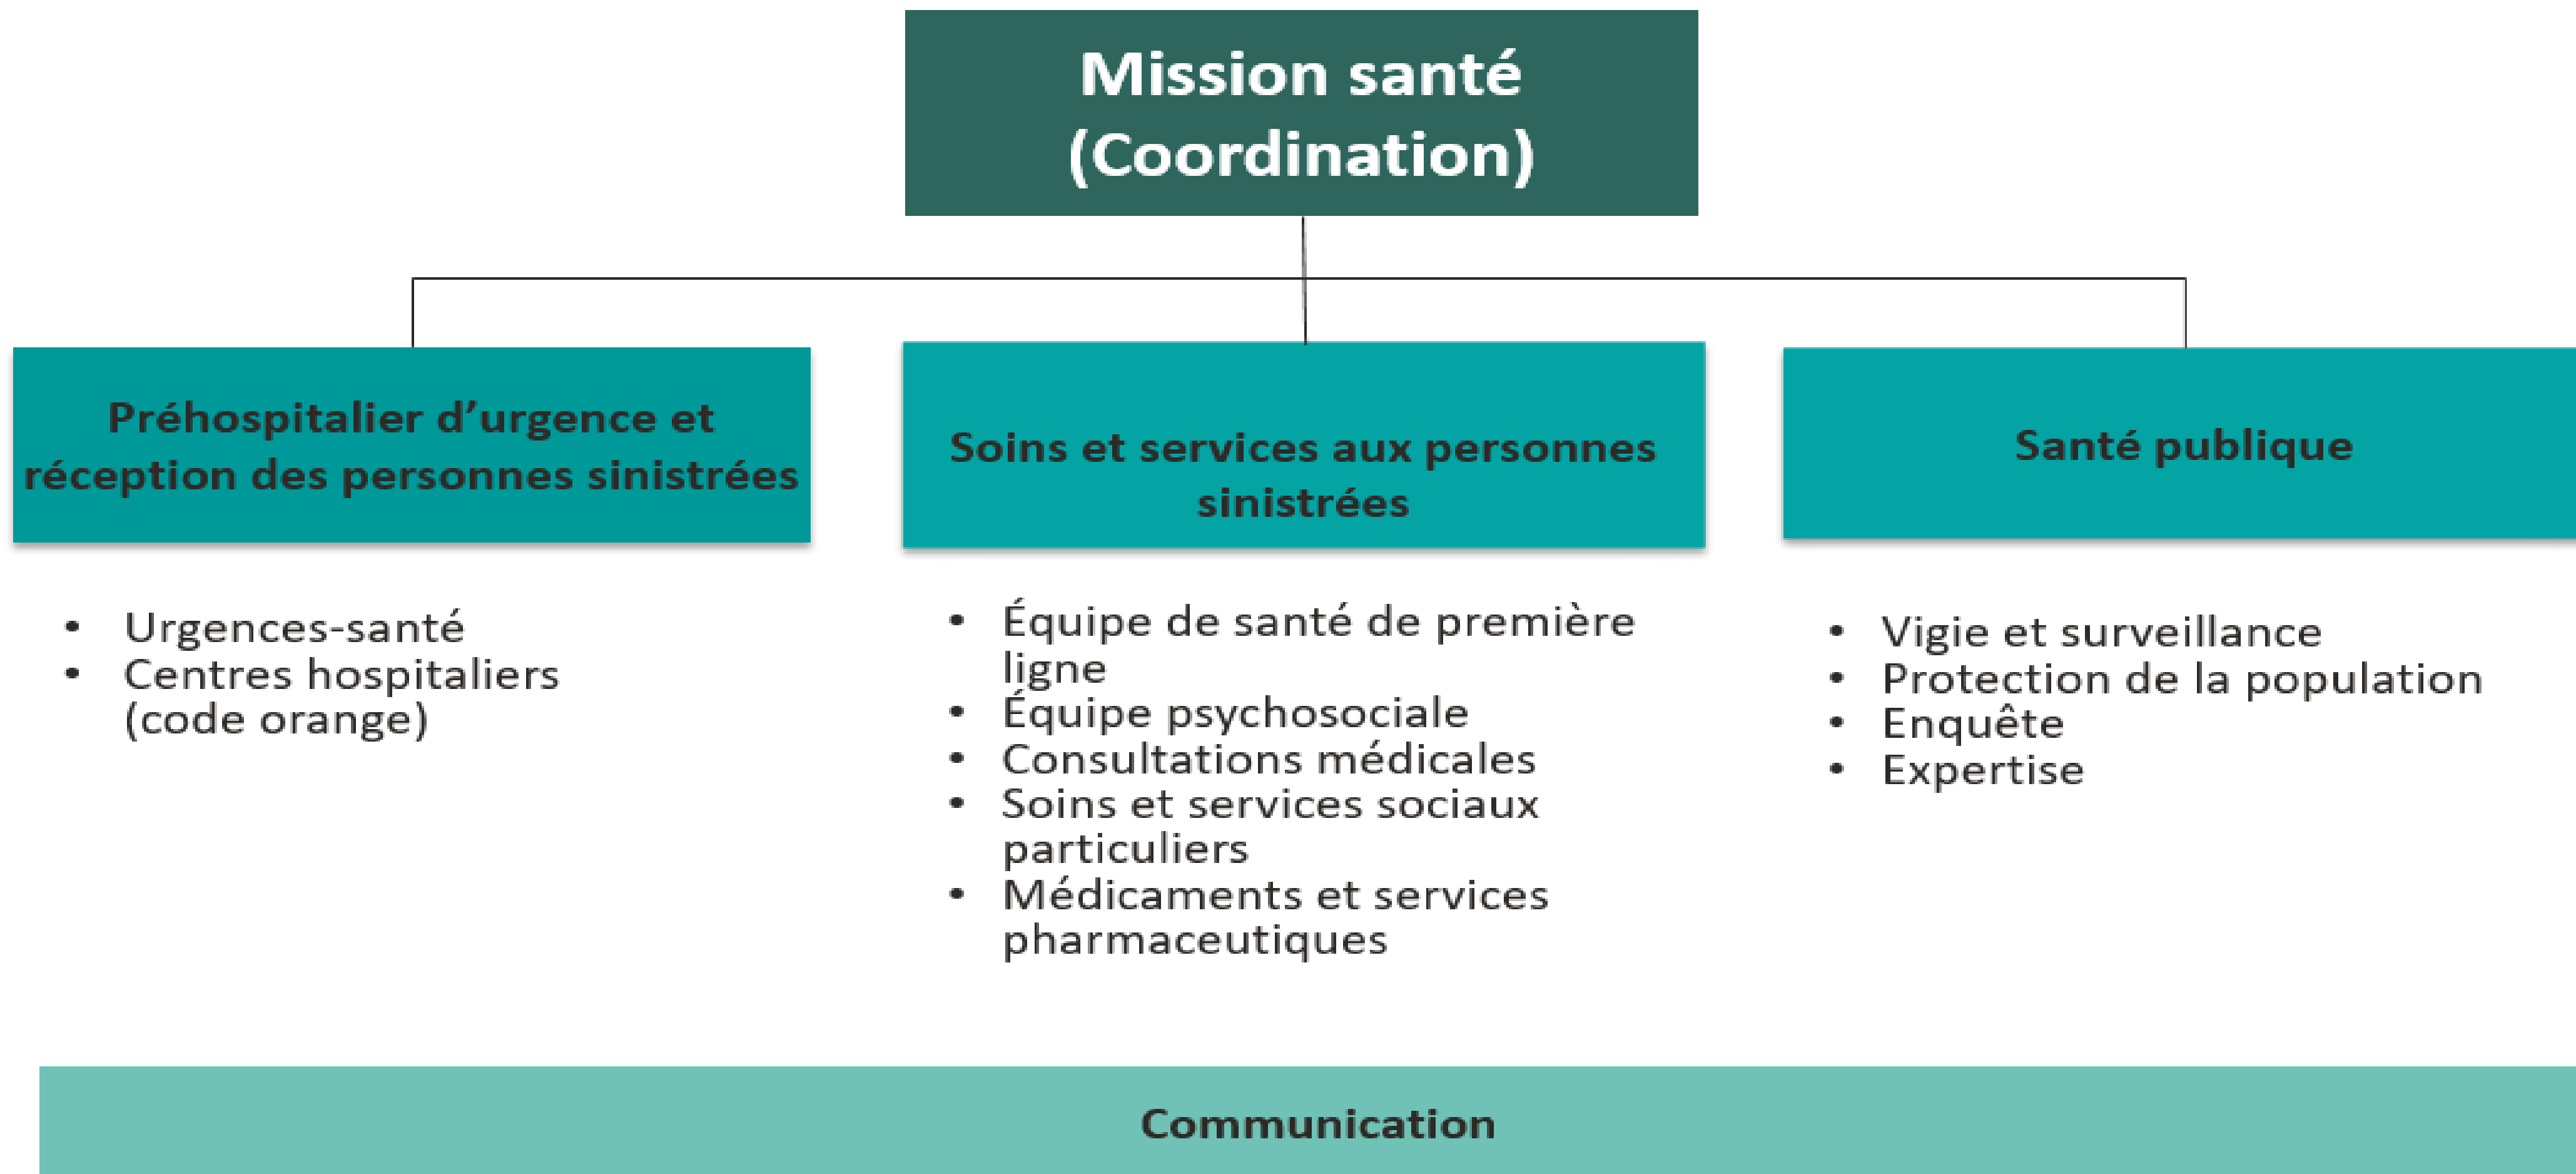 Mission santé
(Coordination)
Préhospitalier d’urgence et
réception des personnes sinistrées
Soins et services aux personnes
sinistrées
Santé publique
• Urgences-santé
• Centres hospitaliers
(code orange)
• Équipe de santé de première
ligne
• Équipe psychosociale
• Consultations médicales
• Soins et services sociaux
particuliers
• Médicaments et services
pharmaceutiques
• Vigie et surveillance
• Protection de la population
• Enquête
• Expertise
Communication